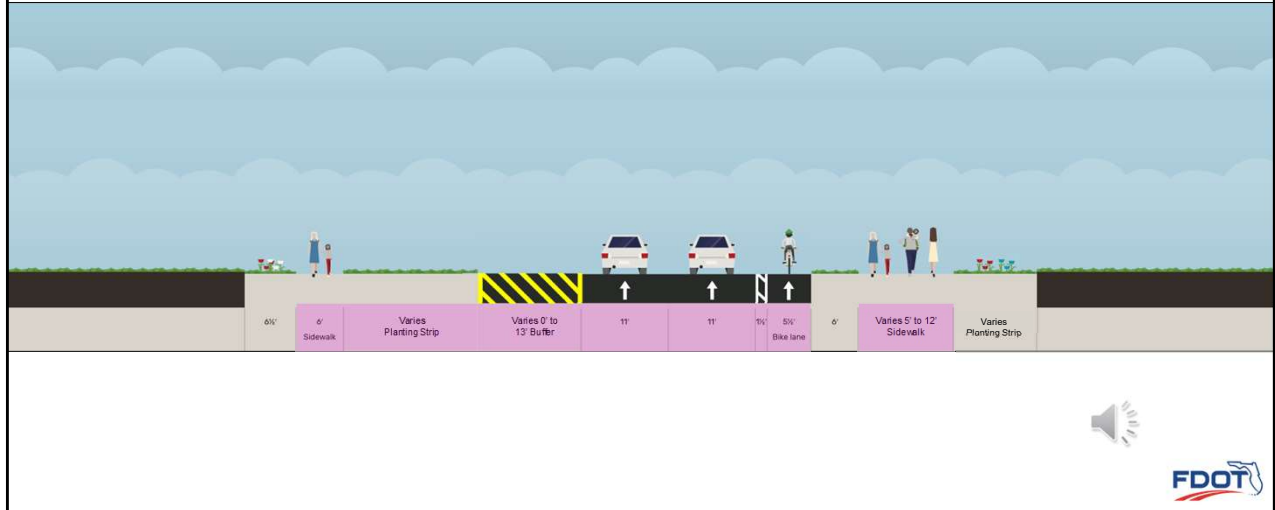 6½'
6'
Sidewalk
Varies
Planting Strip
Varies 0' to
13' Buffer
11'
11'
1½'
5½'
Bike lane
6'
Varies 5' to 12'
Sidewalk
Varies
Planting Strip
FDOT